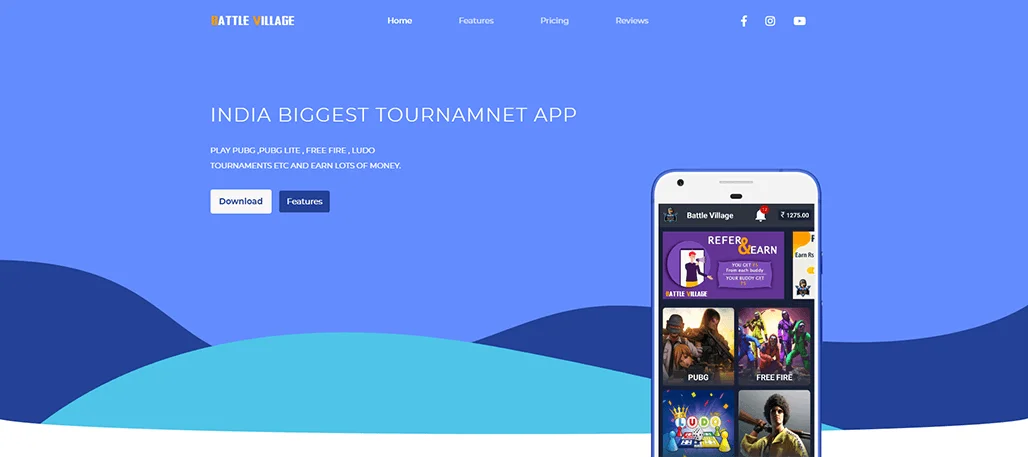 BATTLE VILLAGE
Home
Features
Pricing
Reviews
INDIA BIGGEST TOURNAMNET APP
PLAY PUBG ,PUBG LITE , FREE FIRE , LUDO
TOURNAMENTS ETC AND EARN LOTS OF MONEY.
Download
Features
Battle Village
₹ 1275.00
REFER & EARN
YOU GET
From each buddy
YOUR BUDDY GET
BATTLE VILLAGE
Earn Rs
PUBG
FREE FIRE
LUDO